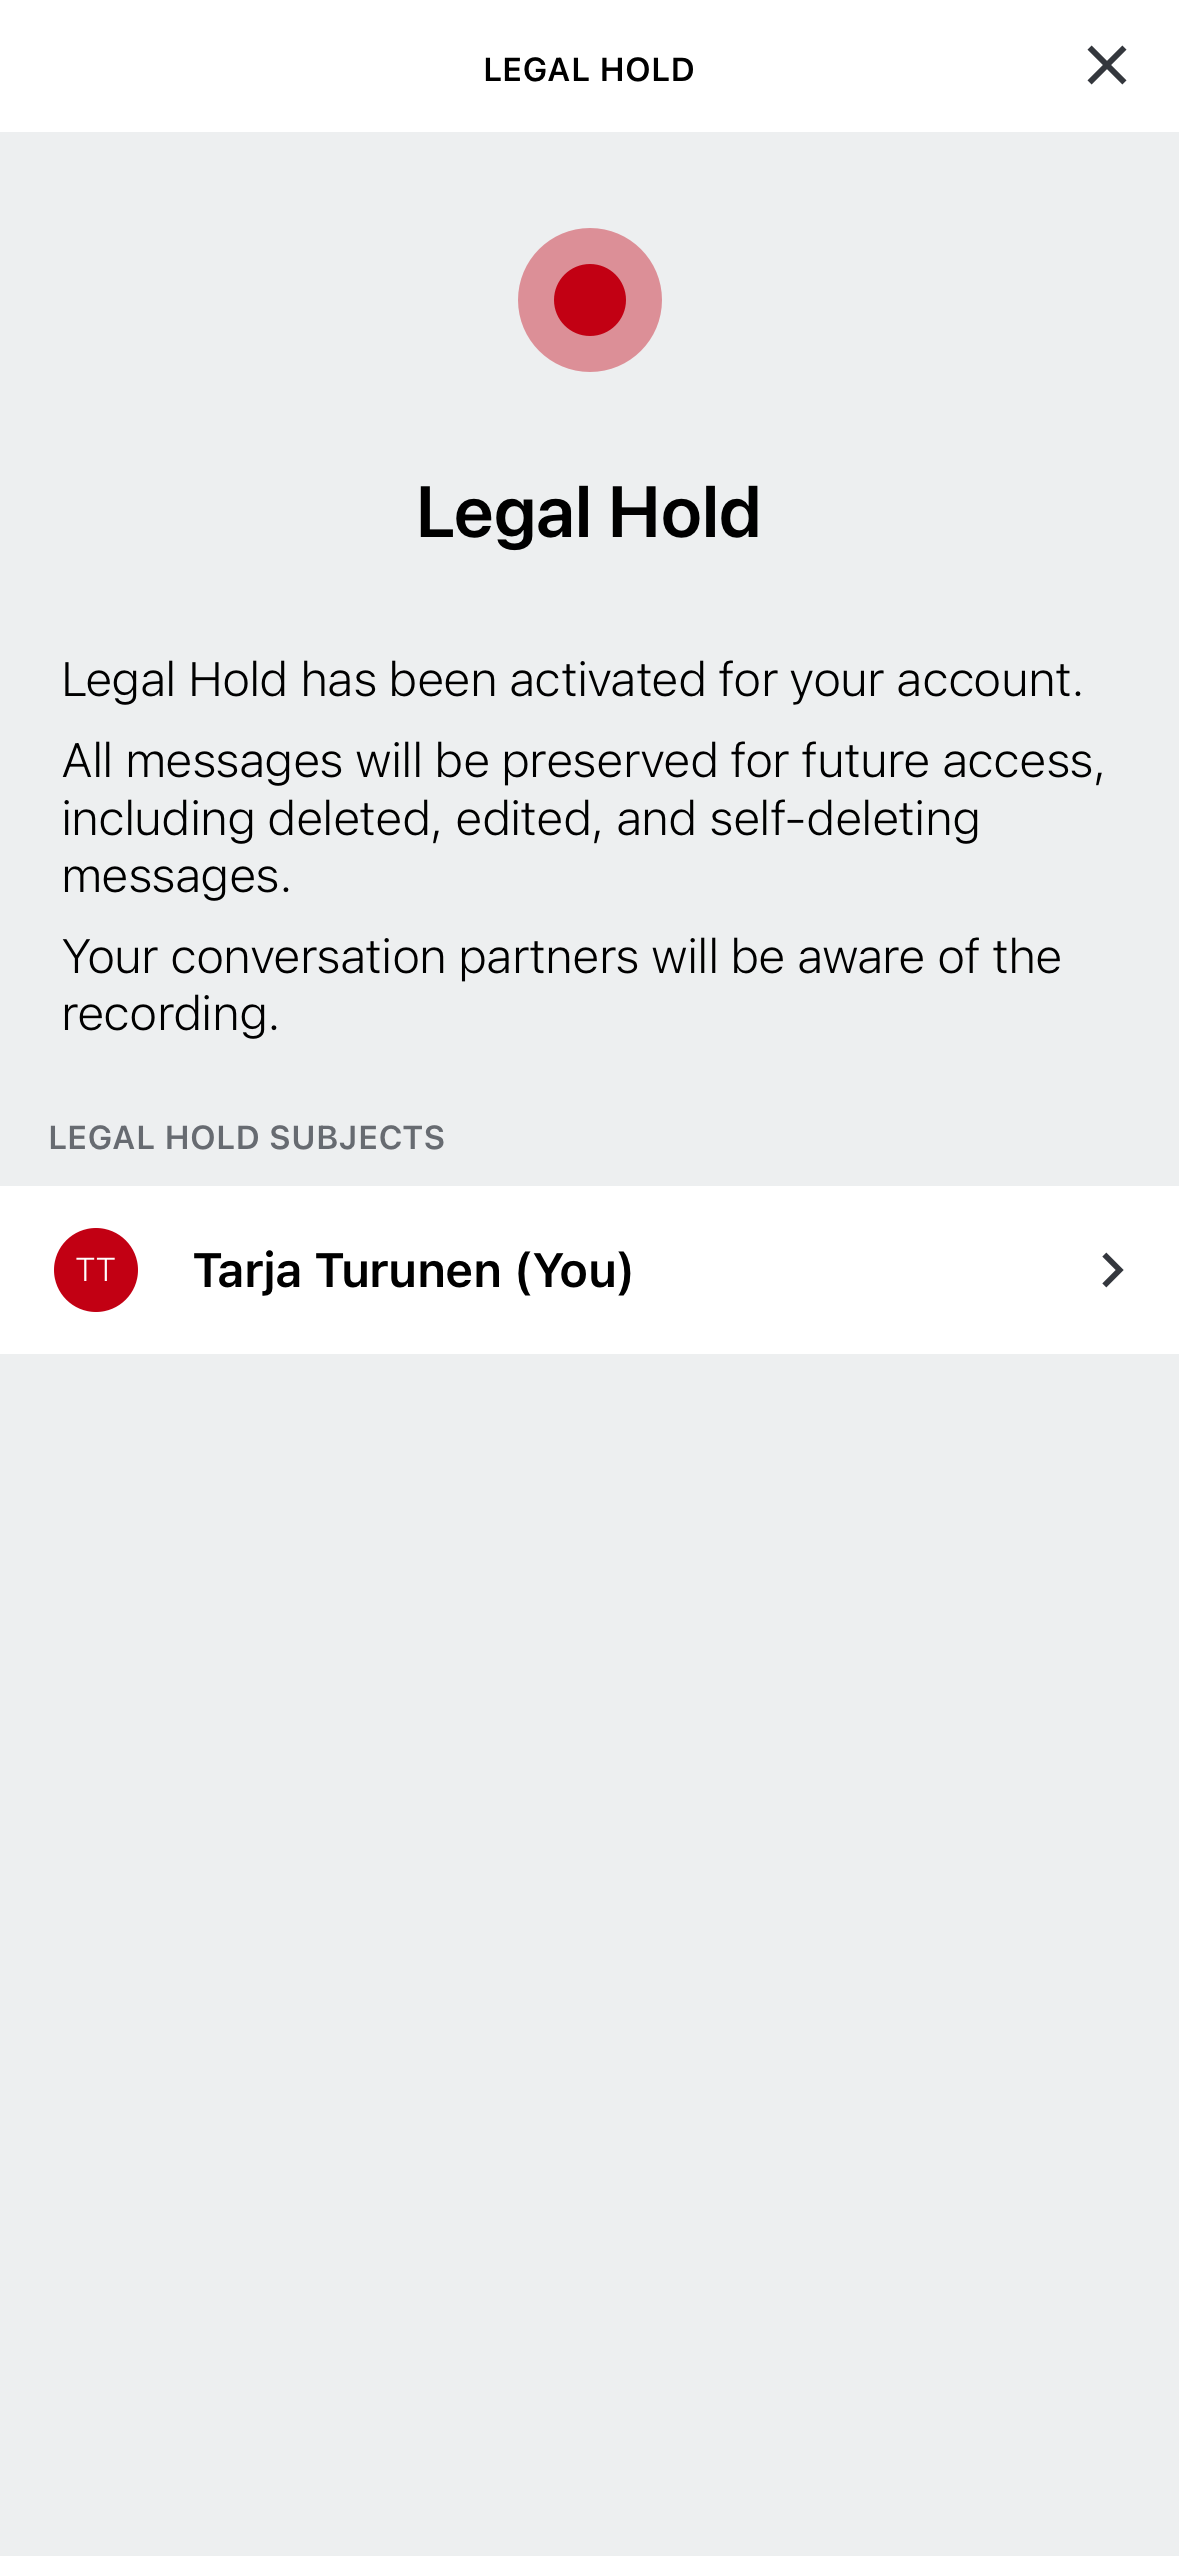 LEGAL HOLD
Legal Hold
Legal Hold has been activated for your account.
All messages will be preserved for future access,
including deleted, edited, and self-deleting
messages.
Your conversation partners will be aware of the
recording.
LEGAL HOLD SUBJECTS
TT
Tarja Turunen (You)